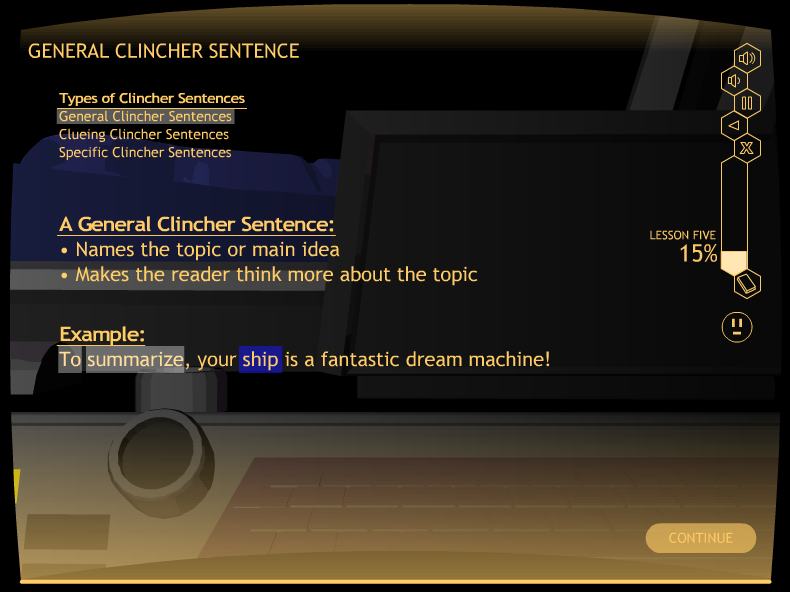 GENERAL CLINCHER SENTENCE
Types of Clincher Sentences
General Clincher Sentences
Clueing Clincher Sentences
Specific Clincher Sentences
A General Clincher Sentence:
• Names the topic or main idea
• Makes the reader think more about the topic
Example:
To summarize, your ship is a fantastic dream machine!
X
LESSON FIVE
15%
CONTINUE